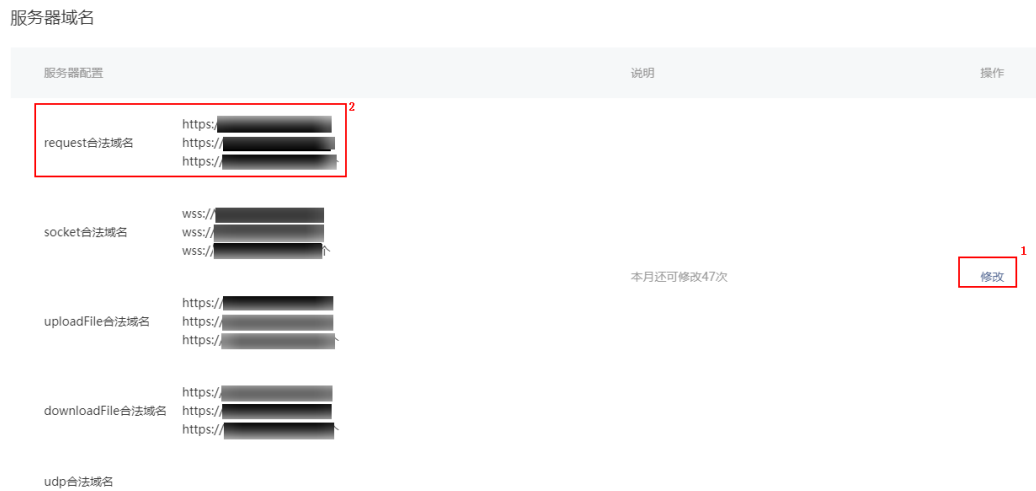 服务器域名
服务器配置 说明 操作
2
https:/
request合法域名 https://
https://
wss://
socket合法域名 wss://
wss:// 个
1
本月还可修改47次 修改
https://
uploadFile合法域名 https://
https://
https://
downloadFile合法域名 https://
https://
udp合法域名